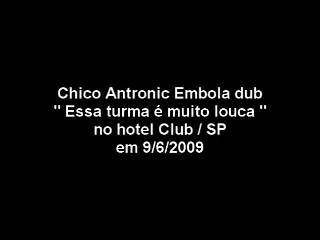 Chico Antronic Embola dub
" Essa turma é muito louca "
no hotel Club / SP
em 9/6/2009